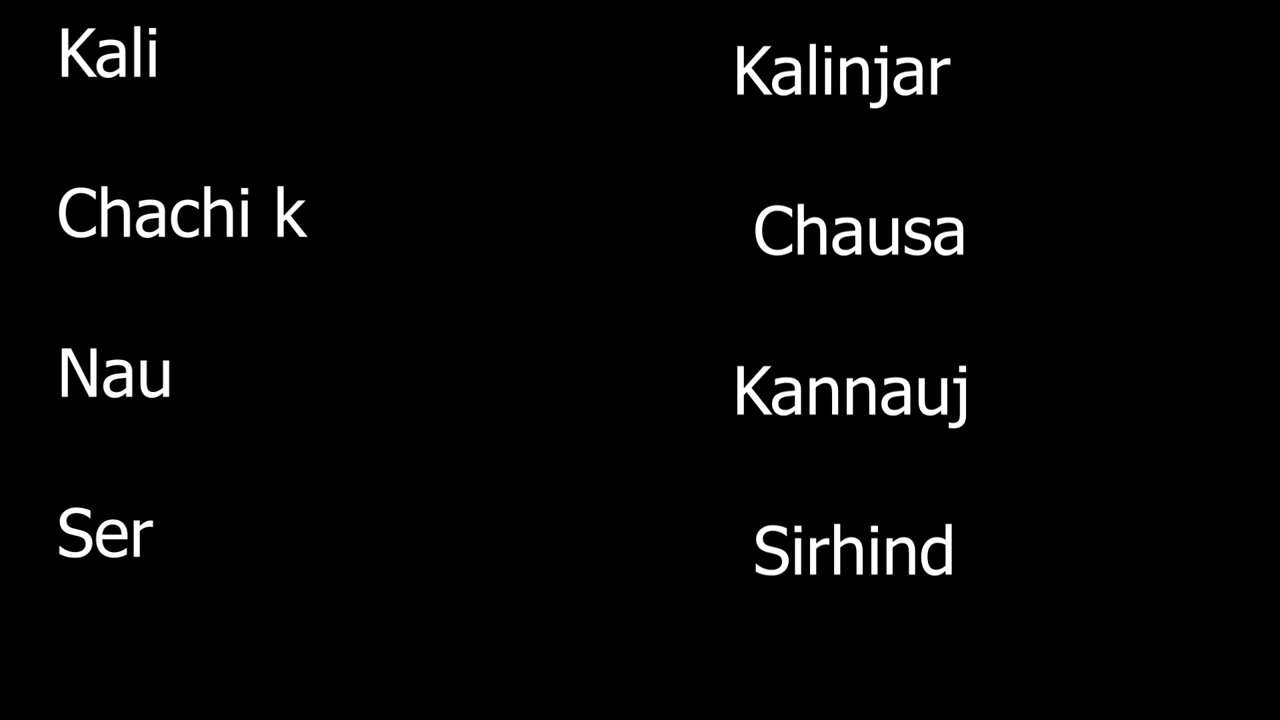 Kali
Kalinjar
Chachi k
Chausa
Nau
Kannauj
Ser
Sirhind